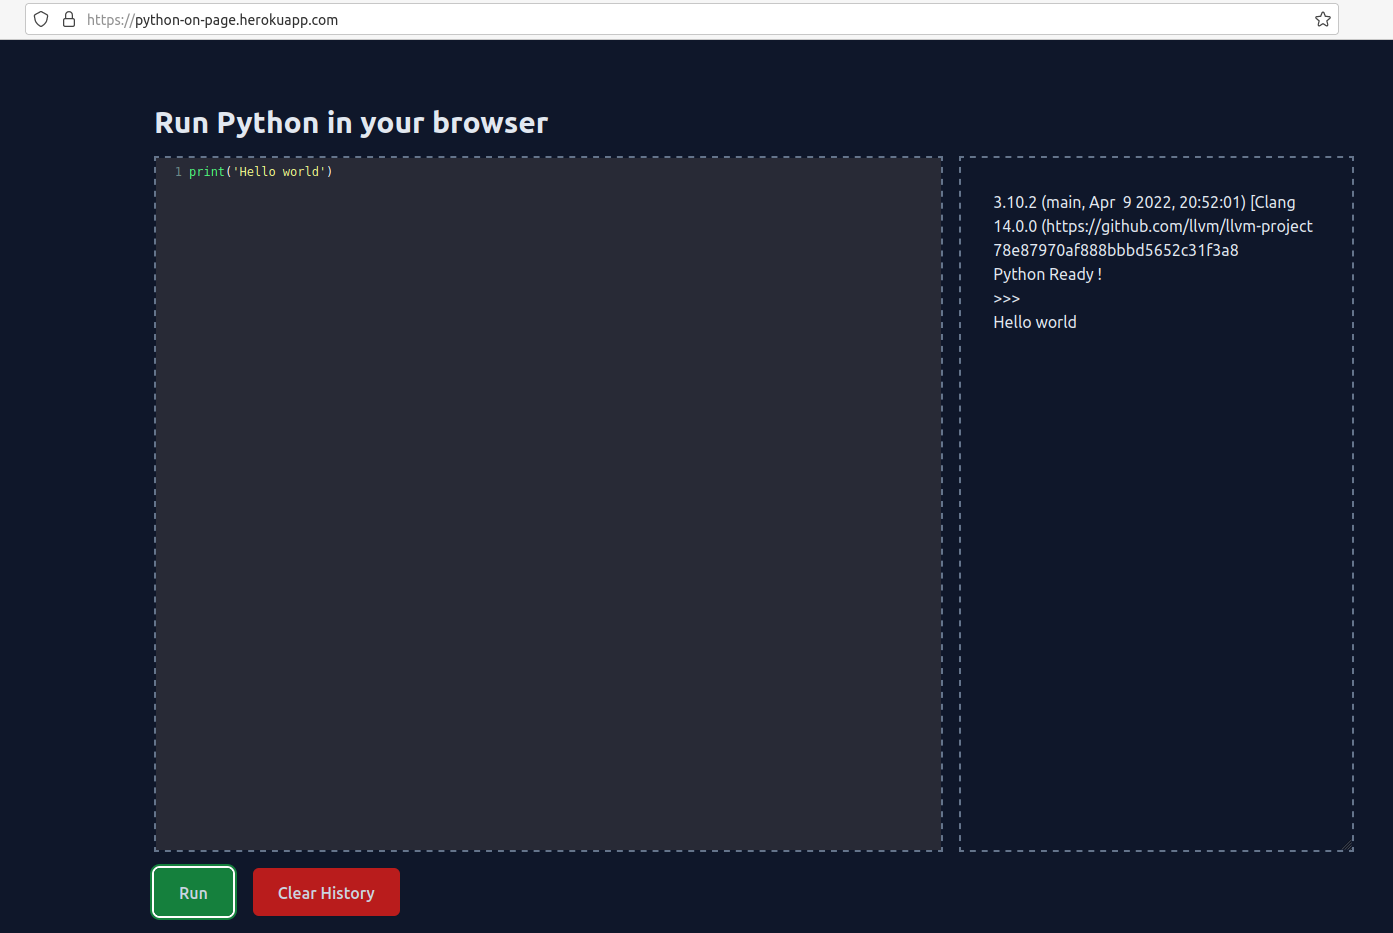 https://python-on-page.herokuapp.com
Run Python in your browser
1 print('Hello world')
3.10.2 (main, Apr  9 2022, 20:52:01) [Clang
14.0.0 (https://github.com/llvm/llvm-project
78e87970af888bbbd5652c31f3a8
Python Ready !
>>>
Hello world
Run
Clear History